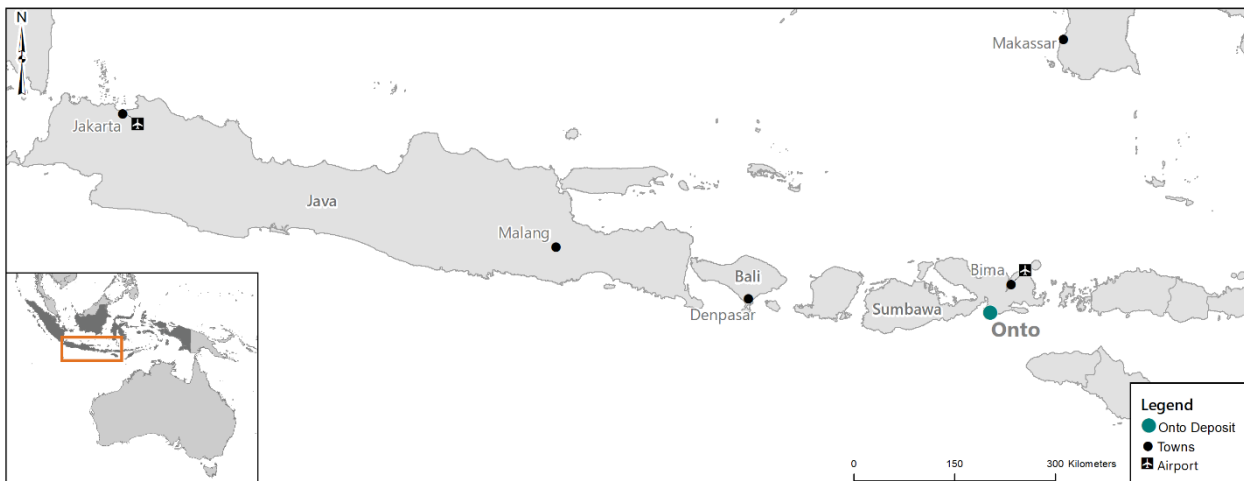 N
Makassar
Jakarta
Java
Malang
Bali
Bima
Denpasar
Sumbawa
Onto
Legend
Onto Deposit
Towns
Airport
0 150 300 Kilometers